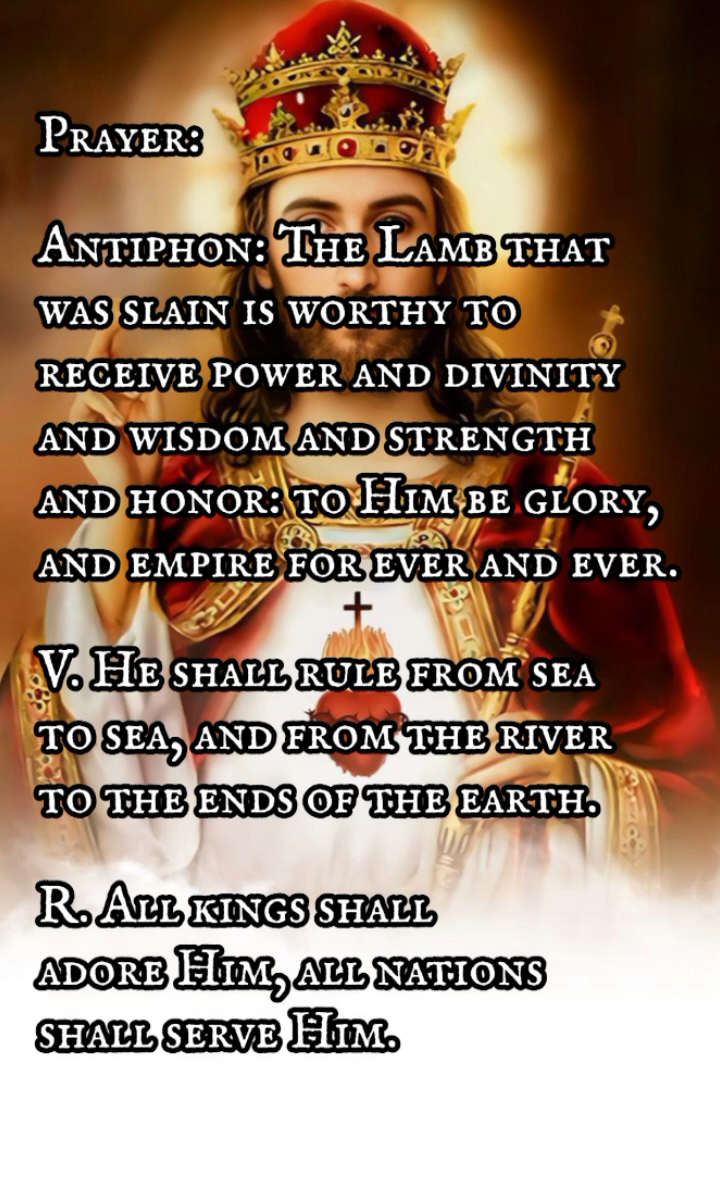 Prayer:
Antiphon: The Lamb that
was slain is worthy to
receive power and divinity
and wisdom and strength
and honor: to Him be glory,
and empire for ever and ever.
V. He shall rule from sea
to sea, and from the river
to the ends of the earth.
R. All kings shall
adore Him, all nations
shall serve Him.